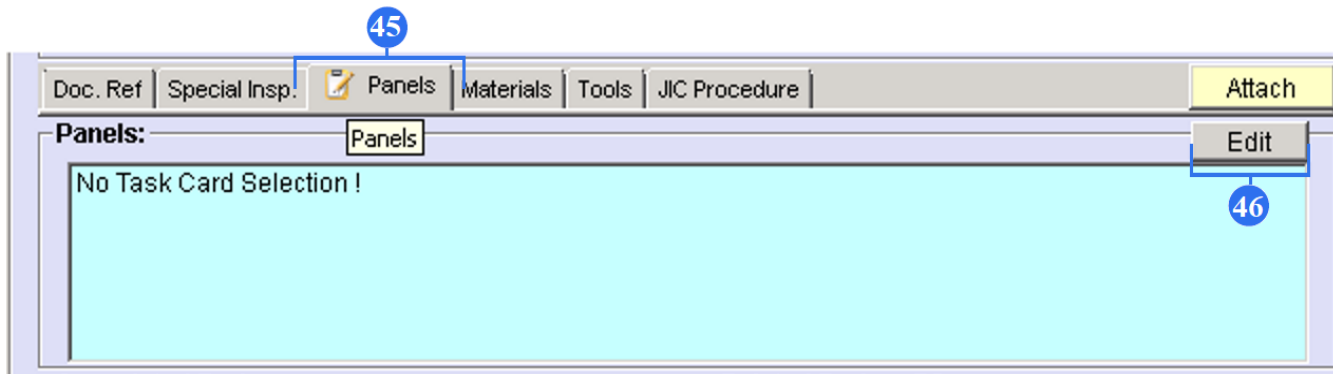 45
Doc. Ref Special Insp. Panels Materials Tools JIC Procedure Attach
Panels: Panels Edit
No Task Card Selection !
46